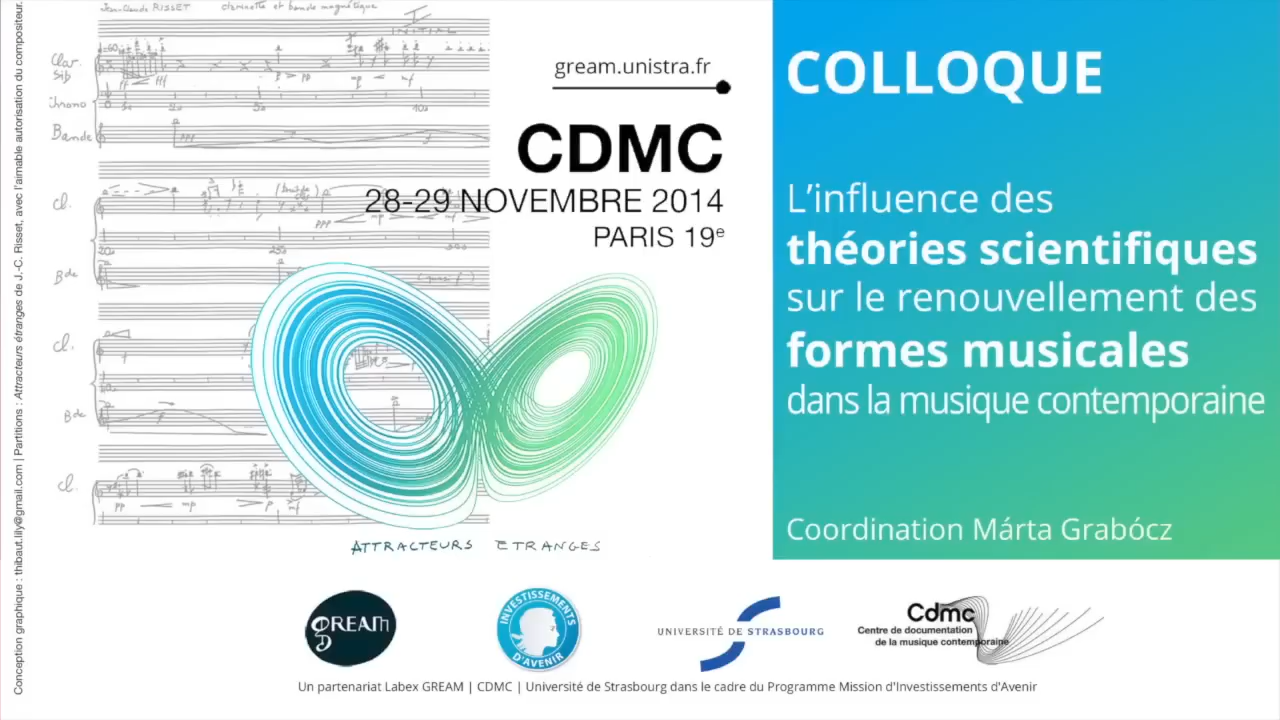 Jean-Claude RISSET clarinette et bande magnétique
I
INITIAL
Clar.
Sib
Chrono
Bande
cl.
Bde
cl.
Bde
cl.
gream.unistra.fr
CDMC
28-29 NOVEMBRE 2014
PARIS 19e
ATTRACTEURS ETRANGES
COLLOQUE
L’influence des
théories scientifiques
sur le renouvellement des
formes musicales
dans la musique contemporaine
Coordination Márta Grabócz
GREAM
INVESTISSEMENTS
D'AVENIR
UNIVERSITÉ DE STRASBOURG
Cdmc
Centre de documentation
de la musique contemporaine
Un partenariat Labex GREAM | CDMC | Université de Strasbourg dans le cadre du Programme Mission d'Investissements d'Avenir
Conception graphique : thibaut.lily@gmail.com | Partitions : Attracteurs étranges de J.-C. Risset, avec l'aimable autorisation du compositeur.